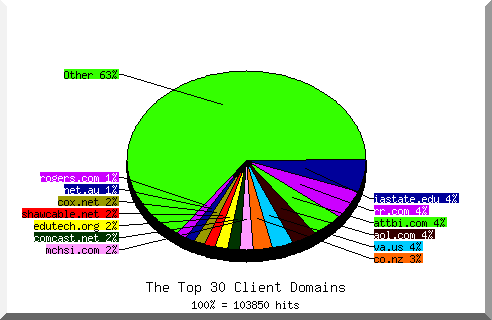 Other 63%
rogers.com 1%
net.au 1%
cox.net 2%
shawcable.net 2%
edutech.org 2%
comcast.net 2%
mchsi.com 2%
iastate.edu 4%
rr.com 4%
attbi.com 4%
aol.com 4%
va.us 4%
co.nz 3%
The Top 30 Client Domains
100% = 103850 hits